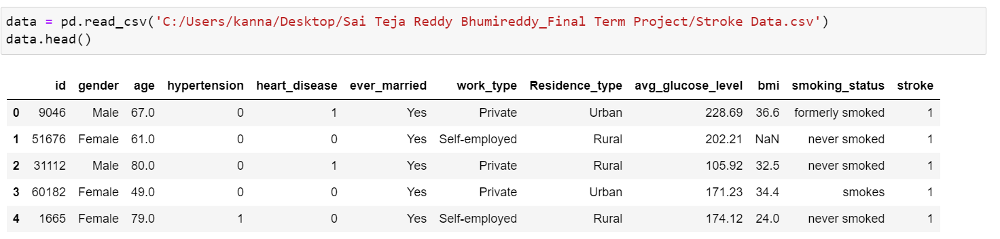 data = pd.read_csv('C:/Users/kanna/Desktop/Sai Teja Reddy Bhumireddy_Final Term Project/Stroke Data.csv')
data.head()
id gender age hypertension heart_disease ever_married work_type Residence_type avg_glucose_level bmi smoking_status stroke
0 9046 Male 67.0 0 1 Yes Private Urban 228.69 36.6 formerly smoked 1
1 51676 Female 61.0 0 0 Yes Self-employed Rural 202.21 NaN never smoked 1
2 31112 Male 80.0 0 1 Yes Private Rural 105.92 32.5 never smoked 1
3 60182 Female 49.0 0 0 Yes Private Urban 171.23 34.4 smokes 1
4 1665 Female 79.0 1 0 Yes Self-employed Rural 174.12 24.0 never smoked 1